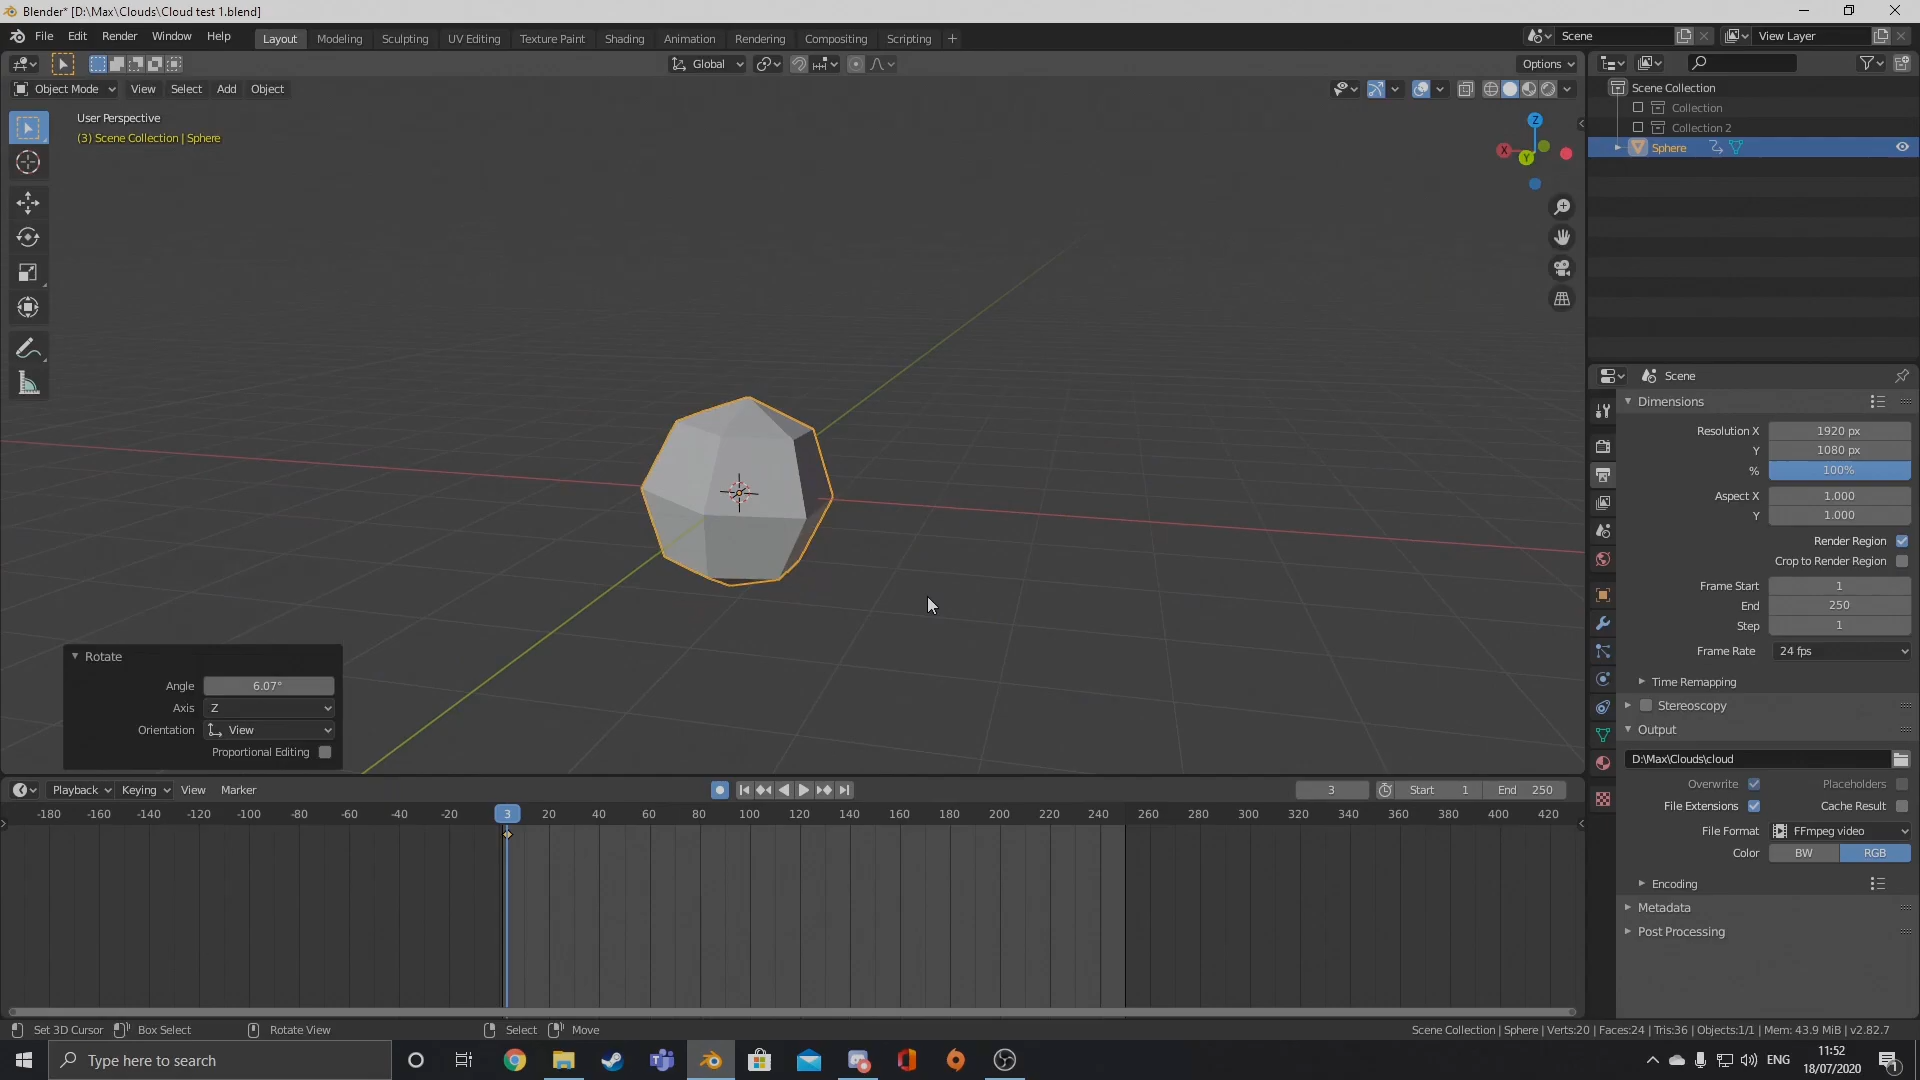 Blender* [D:\Max\Clouds\Cloud test 1.blend]
File Edit Render Window Help
Layout Modeling Sculpting UV Editing Texture Paint Shading Animation Rendering Compositing Scripting +
Scene
View Layer
Global
Options
Object Mode View Select Add Object
User Perspective
(3) Scene Collection | Sphere
Z
X
Y
Scene Collection
Collection
Collection 2
Sphere
Scene
Dimensions
Resolution X 1920 px
Y 1080 px
% 100%
Aspect X 1.000
Y 1.000
Render Region
Crop to Render Region
Frame Start 1
End 250
Step 1
Frame Rate 24 fps
Time Remapping
Stereoscopy
Output
D:\Max\Clouds\cloud
Overwrite Placeholders
File Extensions Cache Result
File Format FFmpeg video
Color BW RGB
Encoding
Metadata
Post Processing
Rotate
Angle 6.07°
Axis Z
Orientation View
Proportional Editing
Playback Keying View Marker
3 Start 1 End 250
-180 -160 -140 -120 -100 -80 -60 -40 -20 3 20 40 60 80 100 120 140 160 180 200 220 240 260 280 300 320 340 360 380 400 420
Set 3D Cursor Box Select Rotate View Select Move
Scene Collection | Sphere | Verts:20 | Faces:24 | Tris:36 | Objects:1/1 | Mem: 43.9 MiB | v2.82.7
Type here to search
ENG
11:52
18/07/2020
1